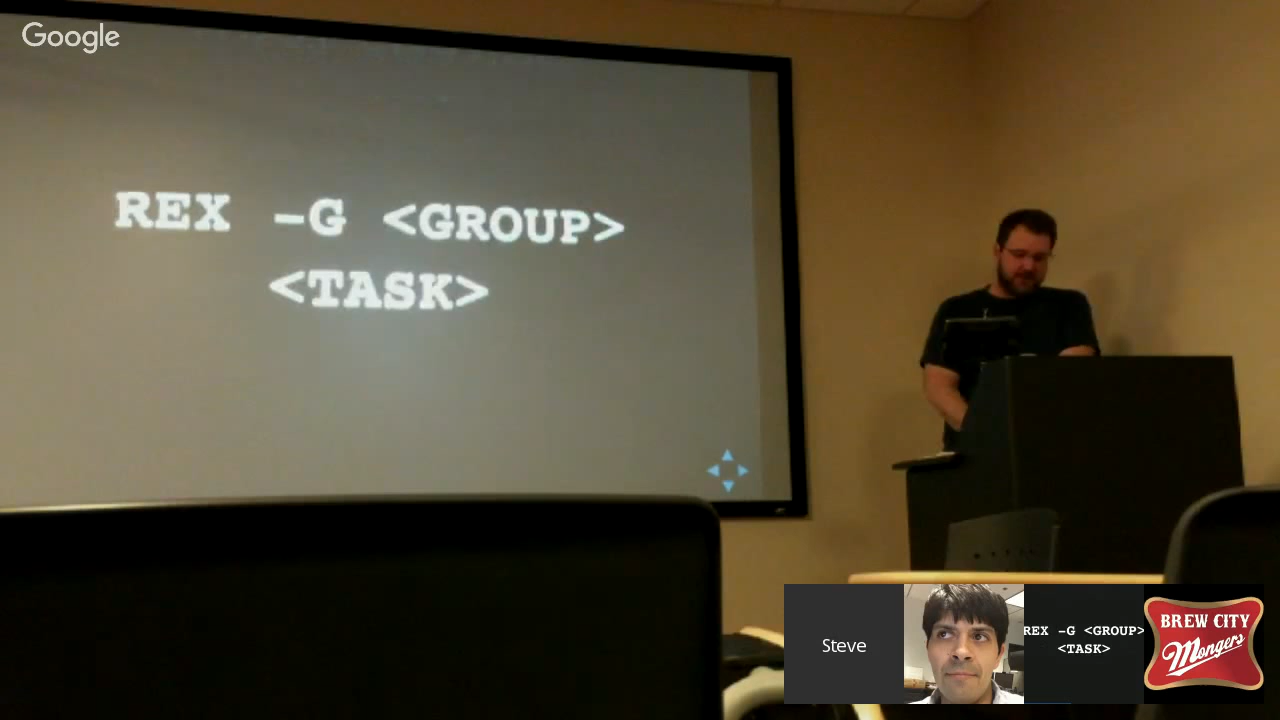 Google
REX -G <GROUP>
<TASK>
Steve
REX -G <GROUP>
<TASK>
BREW CITY
Mongers